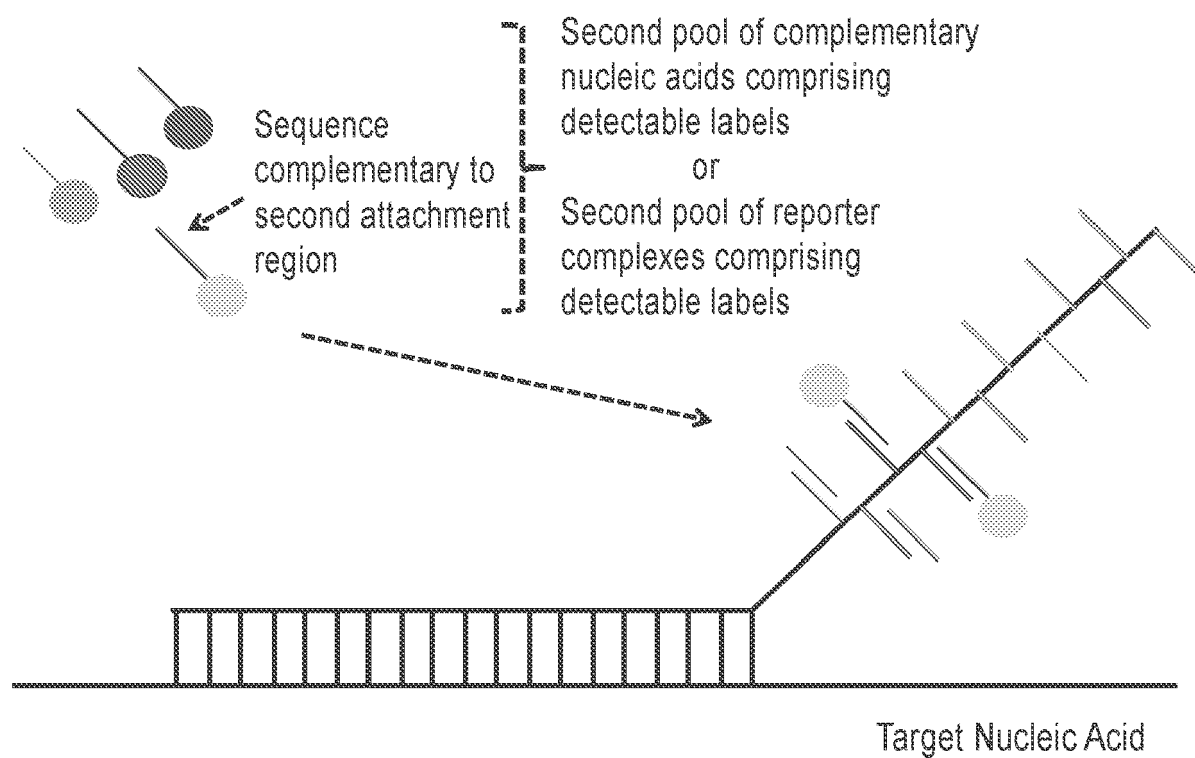 Second pool of complementary
nucleic acids comprising
detectable labels
or
Second pool of reporter
complexes comprising
detectable labels
Sequence
complementary to
second attachment
region
Target Nucleic Acid